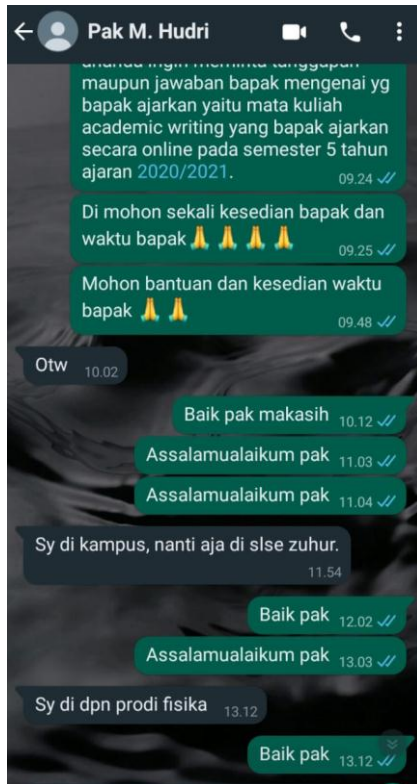 Pak M. Hudri
ananda ingin meminta tanggapan
maupun jawaban bapak mengenai yg
bapak ajarkan yaitu mata kuliah
academic writing yang bapak ajarkan
secara online pada semester 5 tahun
ajaran 2020/2021.
09.24
Di mohon sekali kesedian bapak dan
waktu bapak 🙏 🙏 🙏 🙏
09.25
Mohon bantuan dan kesedian waktu
bapak 🙏 🙏
09.48
Otw 10.02
Baik pak makasih 10.12
Assalamualaikum pak 11.03
Assalamualaikum pak 11.04
Sy di kampus, nanti aja di slse zuhur.
11.54
Baik pak 12.02
Assalamualaikum pak 13.03
Sy di dpn prodi fisika 13.12
Baik pak 13.12